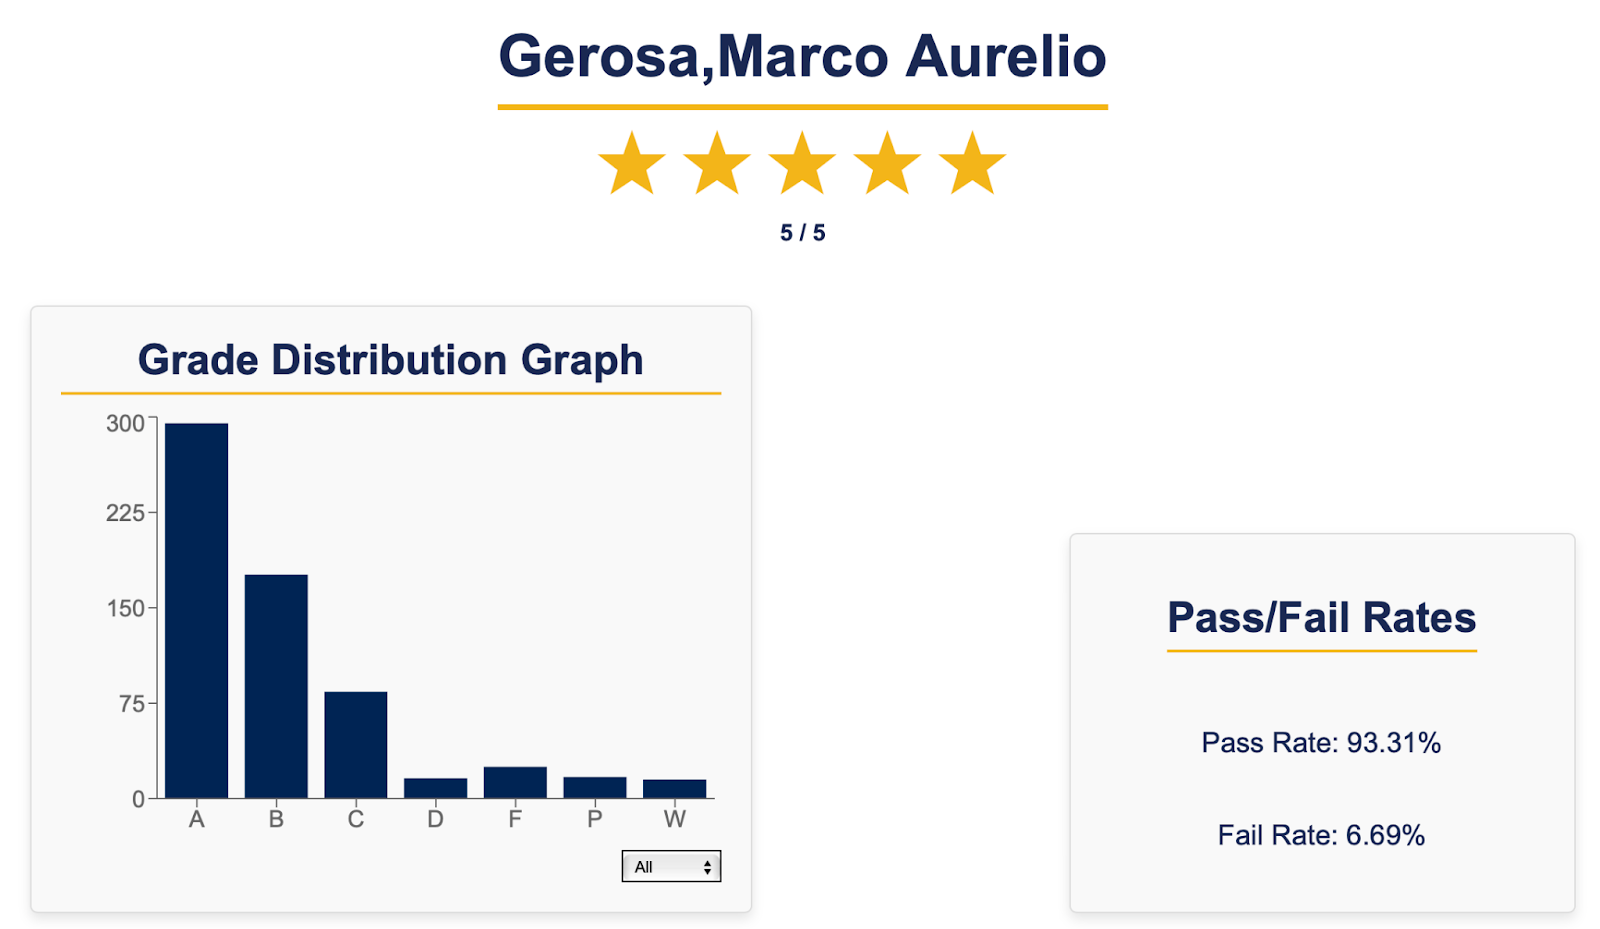 Gerosa,Marco Aurelio
5 / 5
Grade Distribution Graph
300
225
150
75
0
A B C D F P W
All
Pass/Fail Rates
Pass Rate: 93.31%
Fail Rate: 6.69%